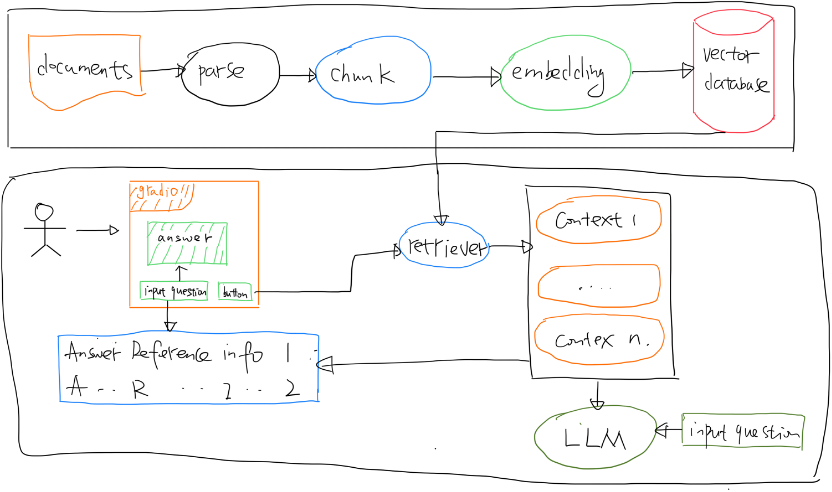 documents
parse
chunk
embedding
vector
database
gradio
answer
input question
button
retriever
Context 1
....
Contex n.
Answer Reference info 1 :
A... R ... I... 2
LLM
input question